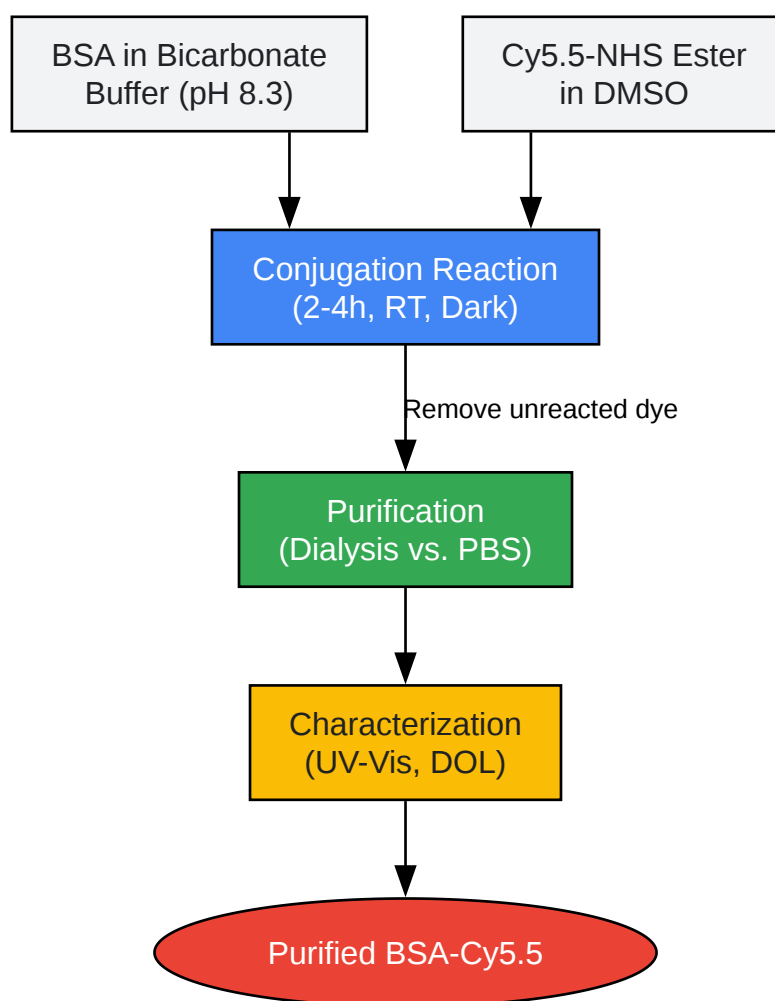 BSA in Bicarbonate
Buffer (pH 8.3)
Cy5.5-NHS Ester
in DMSO
Conjugation Reaction
(2-4h, RT, Dark)
Remove unreacted dye
Purification
(Dialysis vs. PBS)
Characterization
(UV-Vis, DOL)
Purified BSA-Cy5.5